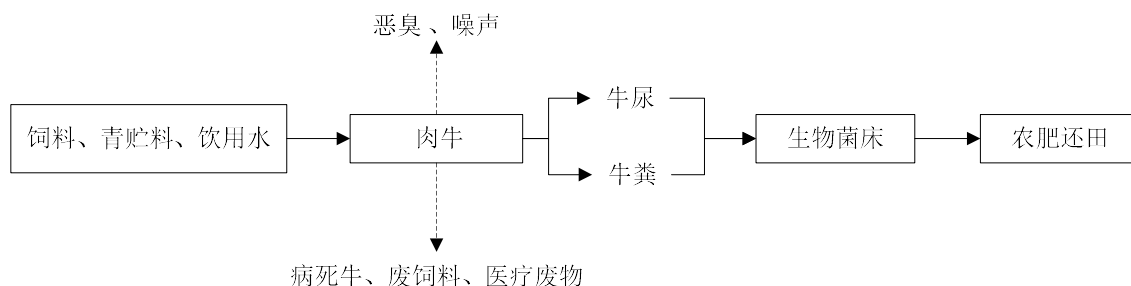 恶臭、噪声
饲料、青贮料、饮用水
肉牛
牛尿
牛粪
生物菌床
农肥还田
病死牛、废饲料、医疗废物